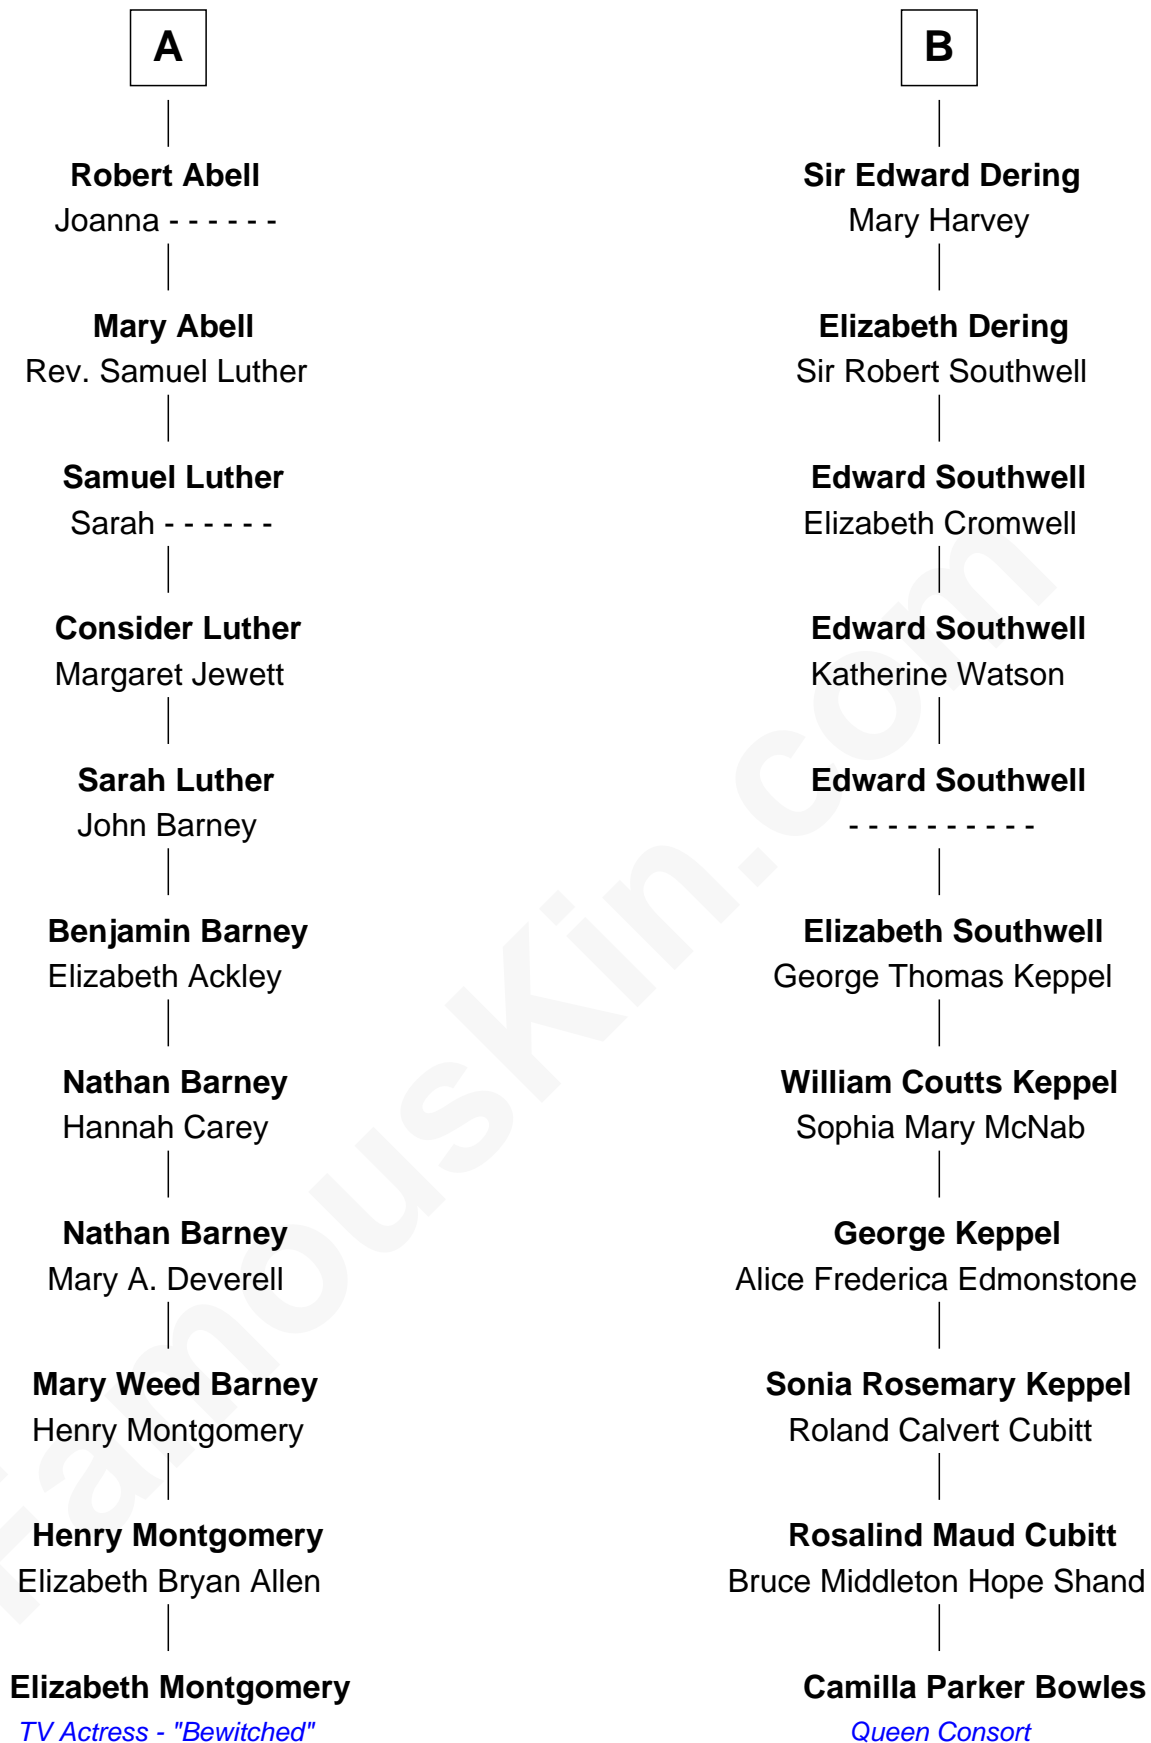 A
Robert Abell
Joanna - - - - - -
Mary Abell
Rev. Samuel Luther
Samuel Luther
Sarah - - - - - -
Consider Luther
Margaret Jewett
Sarah Luther
John Barney
Benjamin Barney
Elizabeth Ackley
Nathan Barney
Hannah Carey
Nathan Barney
Mary A. Deverell
Mary Weed Barney
Henry Montgomery
Henry Montgomery
Elizabeth Bryan Allen
Elizabeth Montgomery
TV Actress - "Bewitched"
B
Sir Edward Dering
Mary Harvey
Elizabeth Dering
Sir Robert Southwell
Edward Southwell
Elizabeth Cromwell
Edward Southwell
Katherine Watson
Edward Southwell
- - - - - - - - - -
Elizabeth Southwell
George Thomas Keppel
William Coutts Keppel
Sophia Mary McNab
George Keppel
Alice Frederica Edmonstone
Sonia Rosemary Keppel
Roland Calvert Cubitt
Rosalind Maud Cubitt
Bruce Middleton Hope Shand
Camilla Parker Bowles
Queen Consort
FamousKin.com